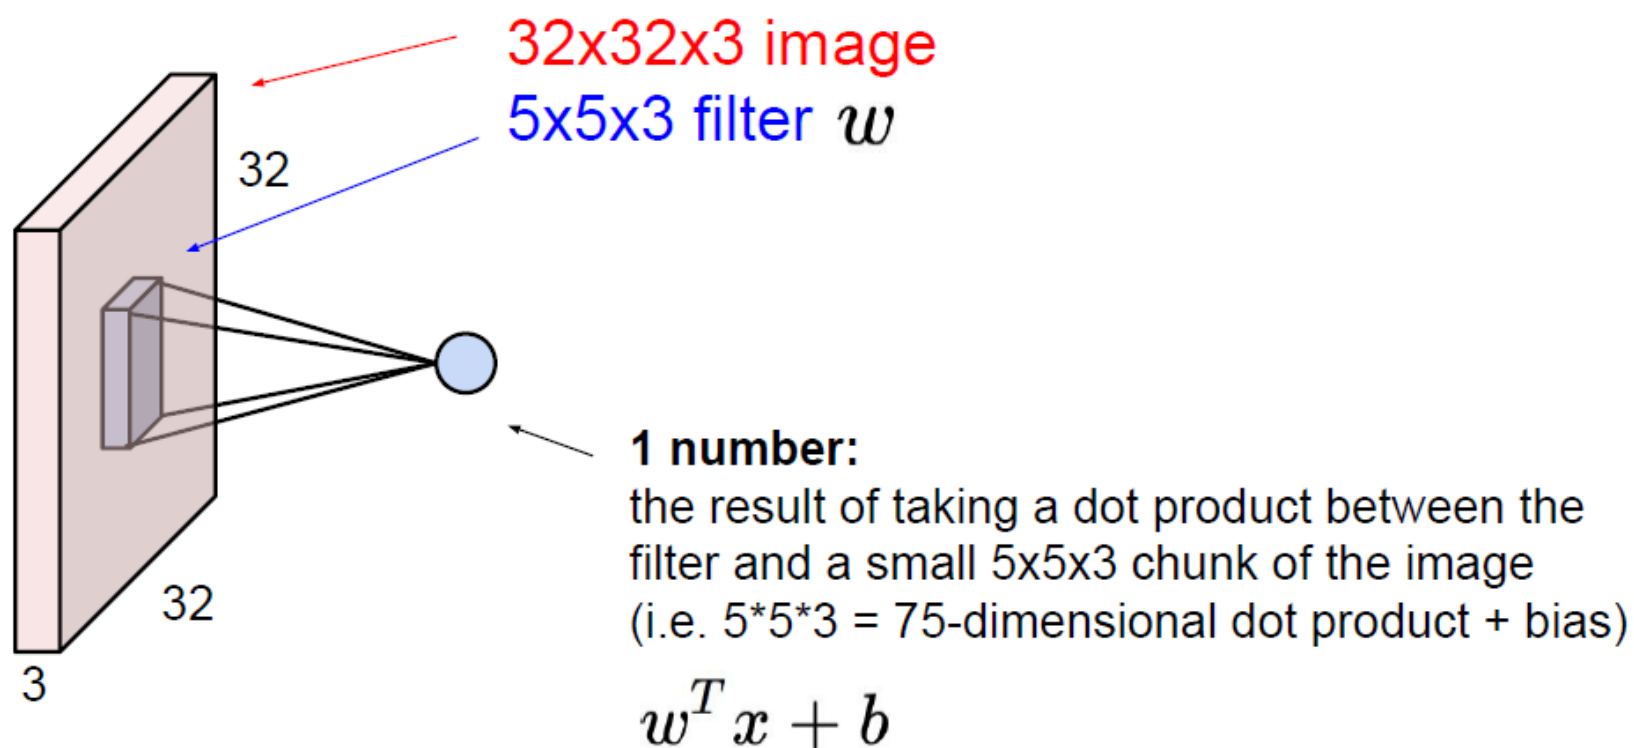 32x32x3 image
5x5x3 filter w
32
32
3
1 number:
the result of taking a dot product between the
filter and a small 5x5x3 chunk of the image
(i.e. 5*5*3 = 75-dimensional dot product + bias)
w^T x + b